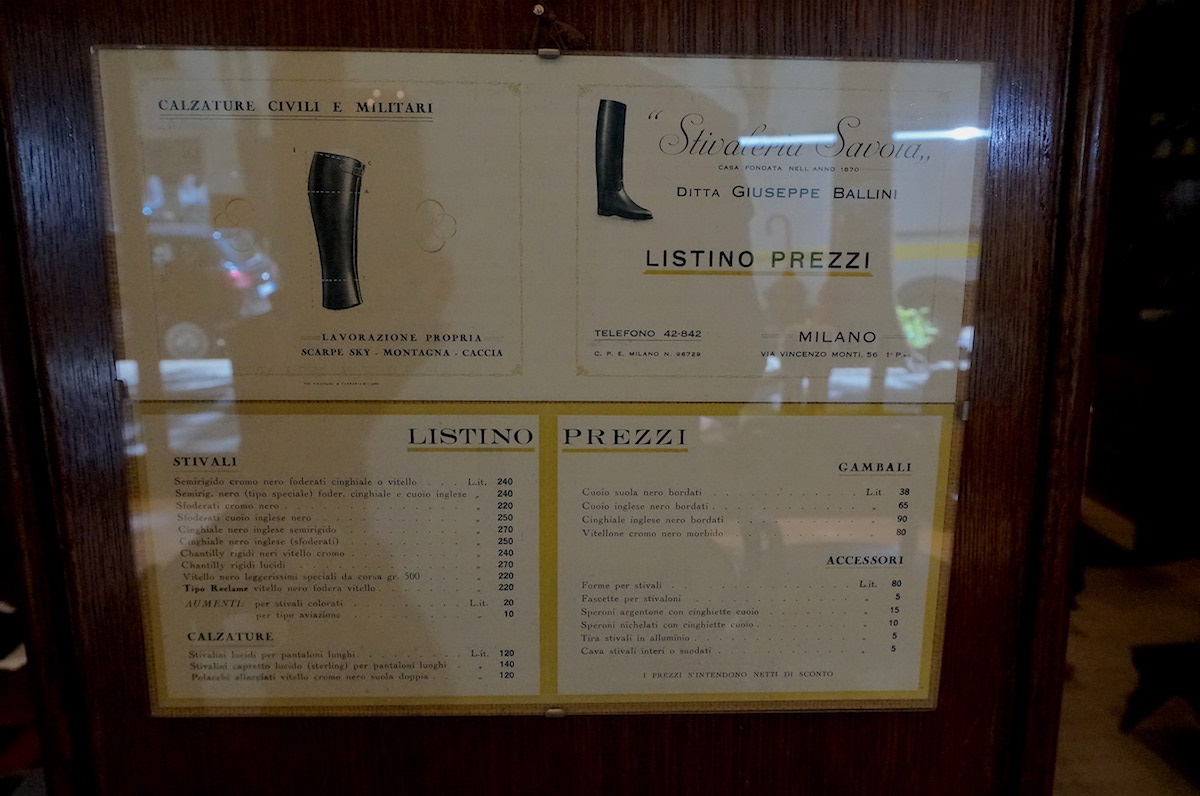 CALZATURE CIVILI E MILITARI
LAVORAZIONE PROPRIA
SCARPE SKY - MONTAGNA - CACCIA
"Stivaleria Savoia„
CASA FONDATA NELL'ANNO 1870
DITTA GIUSEPPE BALLINI
LISTINO PREZZI
TELEFONO 42-842
C. P. E. MILANO N. 86729
MILANO
VIA VINCENZO MONTI, 56
LISTINO PREZZI
STIVALI
Semirigido cromo nero foderati cinghiale o vitello . . . L.it. 240
Semirig. nero (tipo speciale) foder. cinghiale e cuoio inglese „ 240
Sfoderati cromo nero „ 220
Sfoderati cuoio inglese nero „ 250
Cinghiale nero inglese semirigido „ 270
Cinghiale nero inglese (sfoderati) „ 250
Chantilly rigidi neri vitello cromo „ 240
Chantilly rigidi lucidi „ 270
Vitello nero leggerissimi speciali da corsa gr. 500 „ 220
Tipo Reclame vitello nero fodera vitello „ 220
AUMENTI: per stivali colorati L.it. 20
per tipo aviazione „ 10
CALZATURE
Stivalini lucidi per pantaloni lunghi L.it. 120
Stivalini capretto lucido (sterling) per pantaloni lunghi „ 140
Polacchi allacciati vitello cromo nero suola doppia „ 120
GAMBALI
Cuoio suola nero bordati L.it 38
Cuoio inglese nero bordati „ 65
Cinghiale inglese nero bordati „ 90
Vitellone cromo nero morbido „ 80
ACCESSORI
Forme per stivali L.it. 80
Fascette per stivaloni „ 5
Speroni argentone con cinghiette cuoio „ 15
Speroni nichelati con cinghiette cuoio „ 10
Tira stivali in alluminio „ 5
Cava stivali interi o snodati „ 5
I PREZZI S'INTENDONO NETTI DI SCONTO